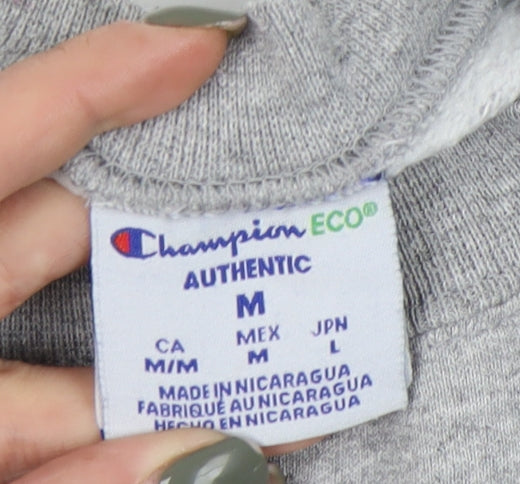 Champion ECO®
AUTHENTIC
M
CA MEX JPN
M/M M L
MADE IN NICARAGUA
FABRIQUÉ AU NICARAGUA
HECHO EN NICARAGUA